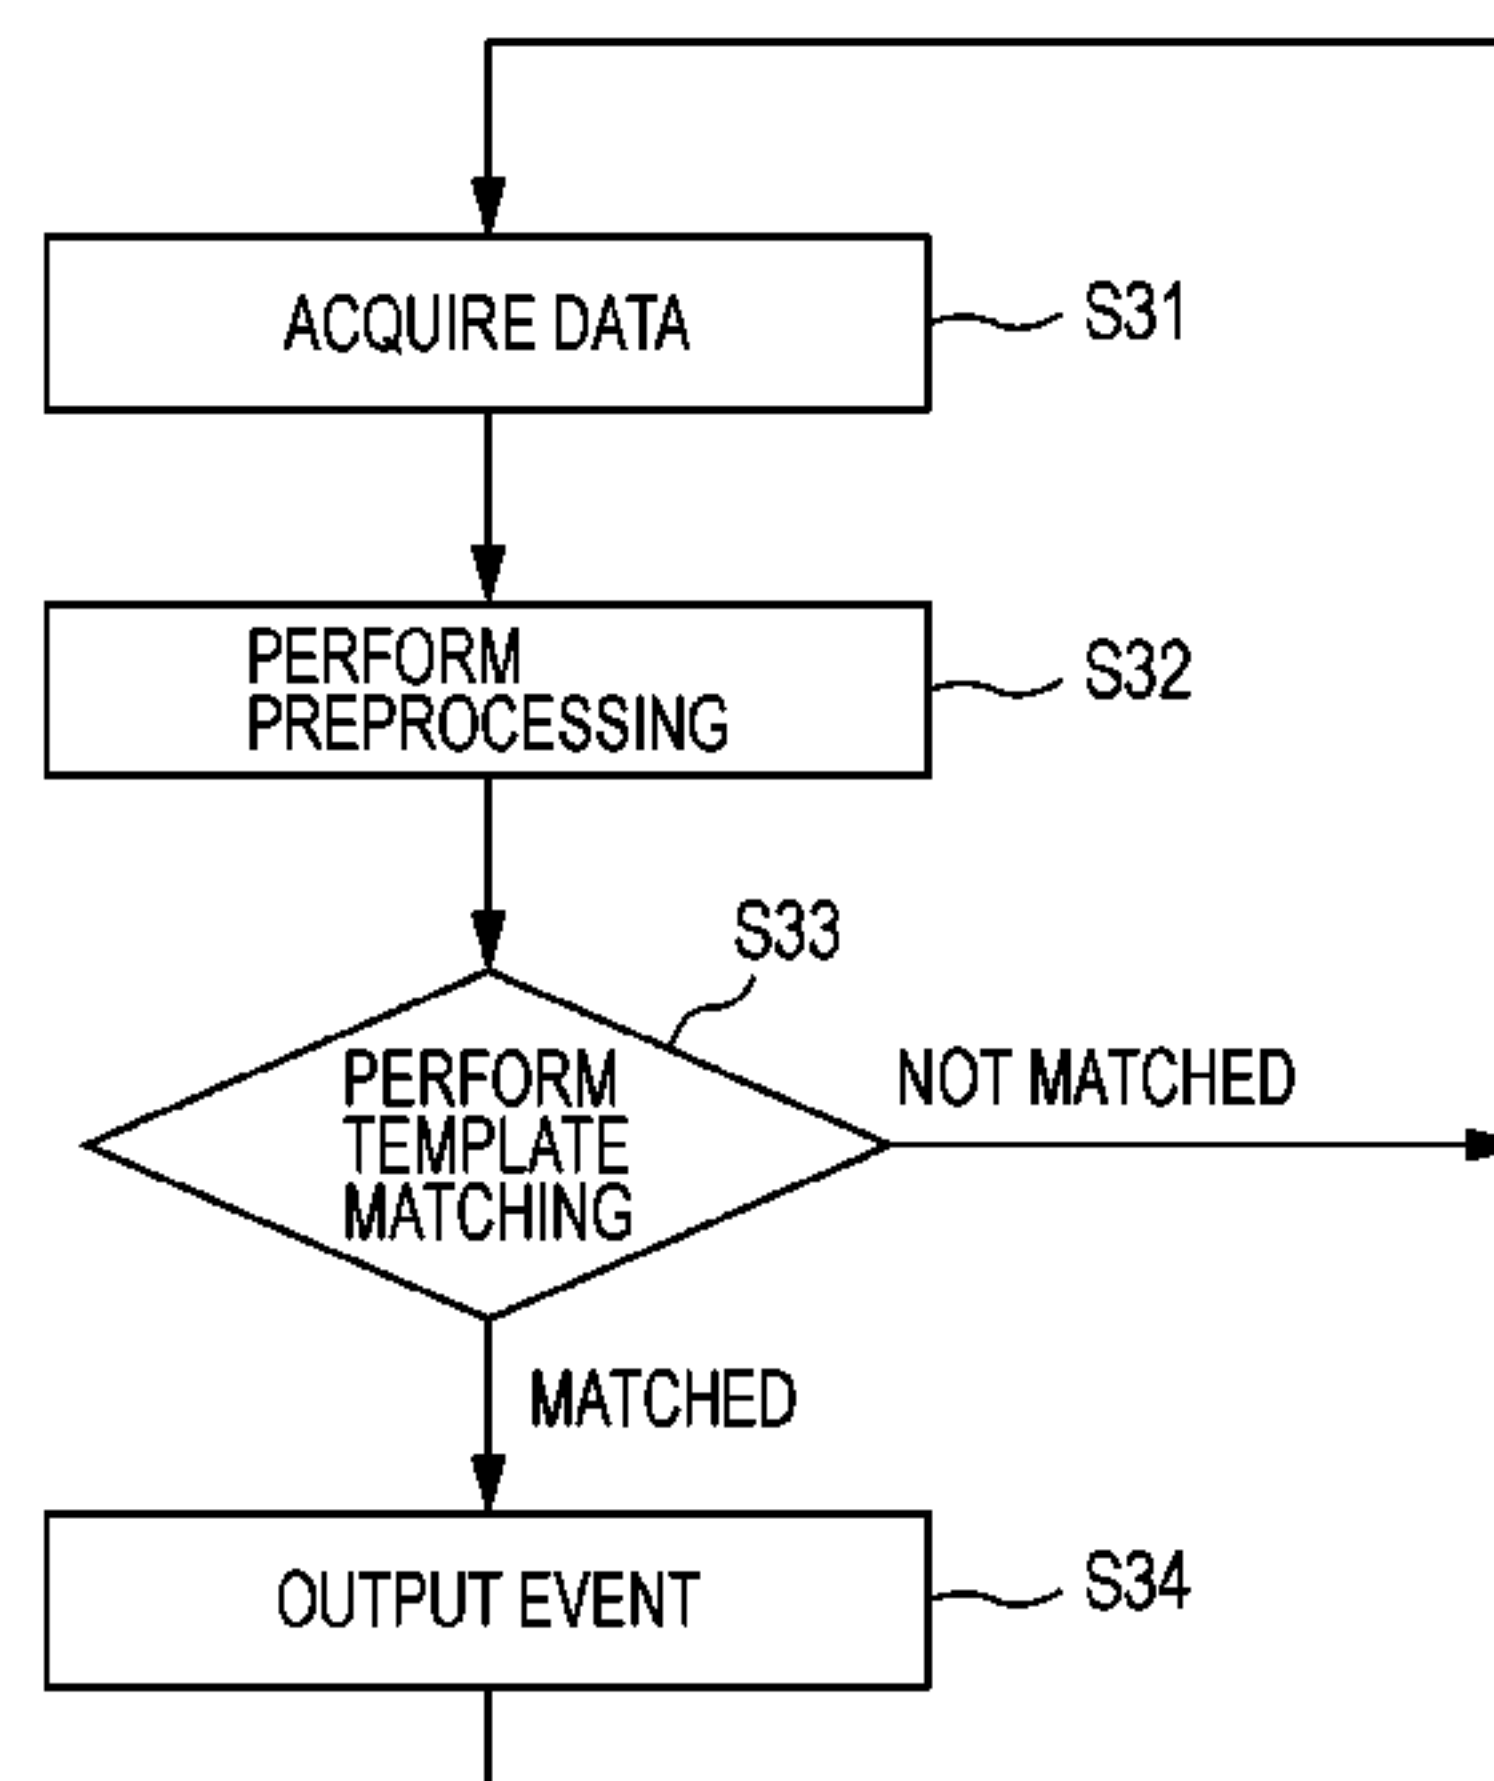 ACQUIRE DATA
S31
PERFORM
PREPROCESSING
S32
S33
PERFORM
TEMPLATE
MATCHING
NOT MATCHED
MATCHED
OUTPUT EVENT
S34